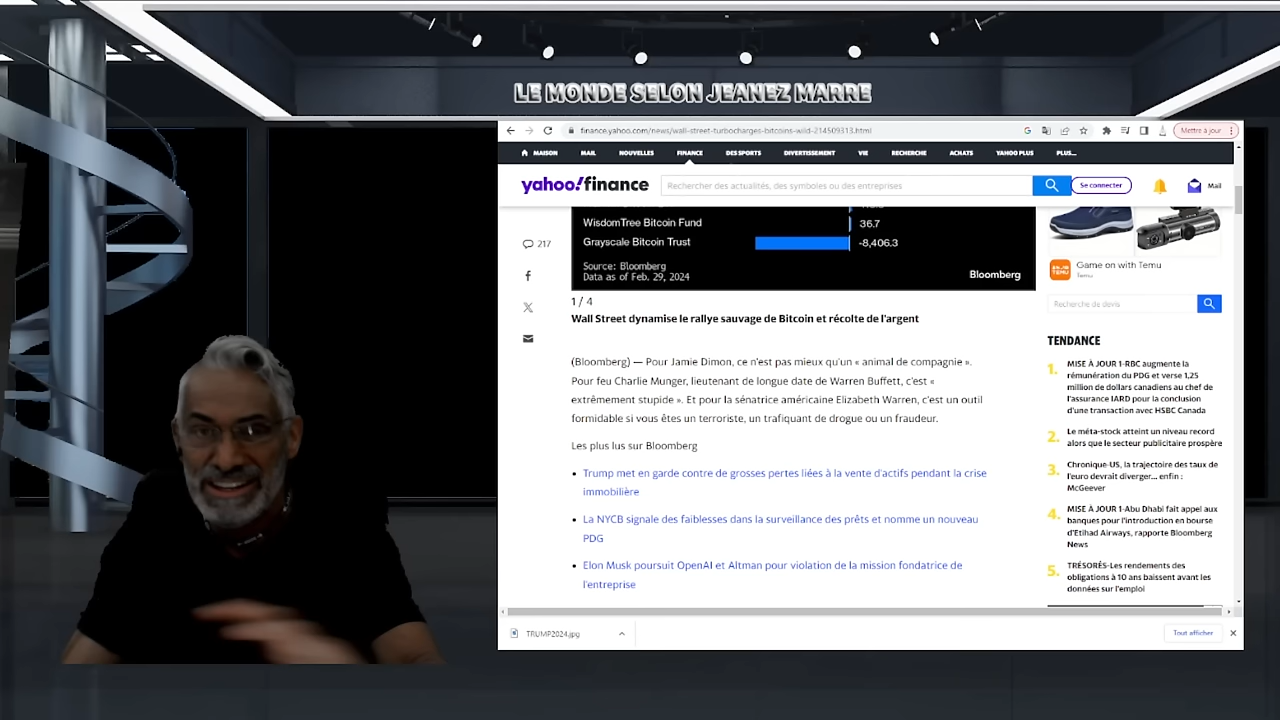 LE MONDE SELON JEANEZ MARRE
finance.yahoo.com/news/wall-street-turbocharges-bitcoins-wild-214509313.html
Mettre à jour
MAISON MAIL NOUVELLES FINANCE DES SPORTS DIVERTISSEMENT VIE RECHERCHE ACHATS YAHOO PLUS PLUS...
yahoo!finance
Rechercher des actualités, des symboles ou des entreprises
Se connecter
Mail
217
WisdomTree Bitcoin Fund 36.7
Grayscale Bitcoin Trust -8,406.3
Source: Bloomberg
Data as of Feb. 29, 2024
Bloomberg
1 / 4
Wall Street dynamise le rallye sauvage de Bitcoin et récolte de l'argent
(Bloomberg) — Pour Jamie Dimon, ce n'est pas mieux qu'un « animal de compagnie ».
Pour feu Charlie Munger, lieutenant de longue date de Warren Buffett, c'est «
extrêmement stupide ». Et pour la sénatrice américaine Elizabeth Warren, c'est un outil
formidable si vous êtes un terroriste, un trafiquant de drogue ou un fraudeur.
Les plus lus sur Bloomberg
• Trump met en garde contre de grosses pertes liées à la vente d'actifs pendant la crise
immobilière
• La NYCB signale des faiblesses dans la surveillance des prêts et nomme un nouveau
PDG
• Elon Musk poursuit OpenAI et Altman pour violation de la mission fondatrice de
l'entreprise
Game on with Temu
Temu
Recherche de devis
TENDANCE
1. MISE À JOUR 1-RBC augmente la
rémunération du PDG et verse 1,25
million de dollars canadiens au chef de
l'assurance IARD pour la conclusion
d'une transaction avec HSBC Canada
2. Le méta-stock atteint un niveau record
alors que le secteur publicitaire prospère
3. Chronique-US, la trajectoire des taux de
l'euro devrait diverger... enfin :
McGeever
4. MISE À JOUR 1-Abu Dhabi fait appel aux
banques pour l'introduction en bourse
d'Etihad Airways, rapporte Bloomberg
News
5. TRÉSORÉS-Les rendements des
obligations à 10 ans baissent avant les
données sur l'emploi
TRUMP2024.jpg
Tout afficher